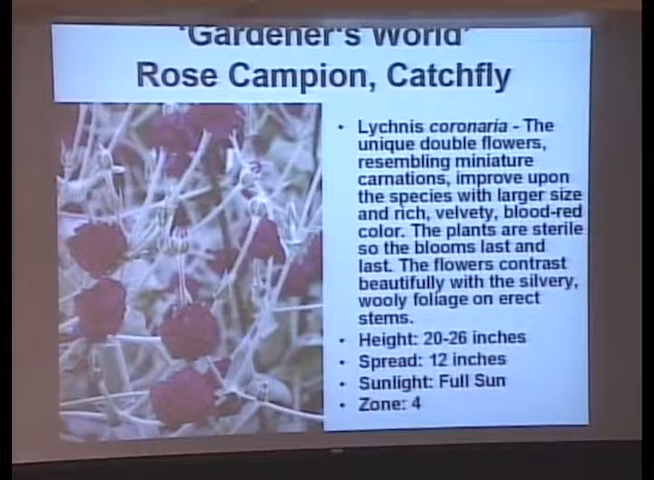 'Gardener's World'
Rose Campion, Catchfly
• Lychnis coronaria - The
unique double flowers,
resembling miniature
carnations, improve upon
the species with larger size
and rich, velvety, blood-red
color. The plants are sterile
so the blooms last and
last. The flowers contrast
beautifully with the silvery,
wooly foliage on erect
stems.
• Height: 20-26 inches
• Spread: 12 inches
• Sunlight: Full Sun
• Zone: 4